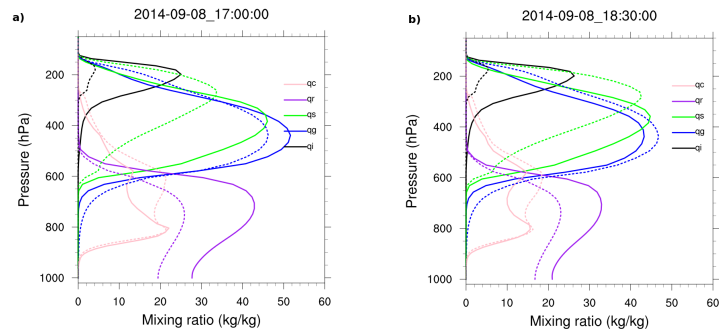 a)
2014-09-08_17:00:00
Pressure (hPa)
200
400
600
800
1000
0
10
20
30
40
50
60
Mixing ratio (kg/kg)
qc
qr
qs
qg
qi
b)
2014-09-08_18:30:00
Pressure (hPa)
200
400
600
800
1000
0
10
20
30
40
50
60
Mixing ratio (kg/kg)
qc
qr
qs
qg
qi